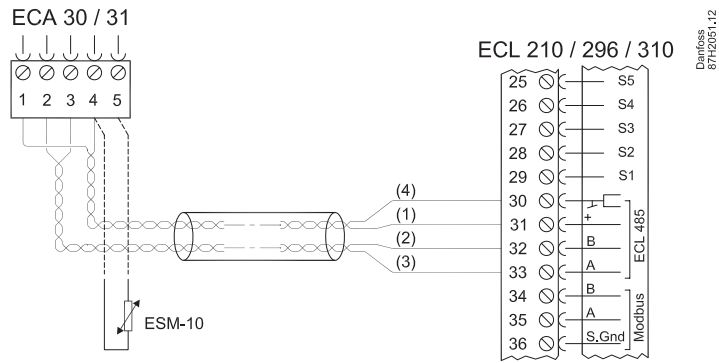 ECA 30 / 31
1 2 3 4 5
ESM-10
(4)
(1)
(2)
(3)
ECL 210 / 296 / 310
25 S5
26 S4
27 S3
28 S2
29 S1
30
31 +
32 B
33 A
34 B
35 A
36 S.Gnd
ECL 485
Modbus
Danfoss
87H2051.12